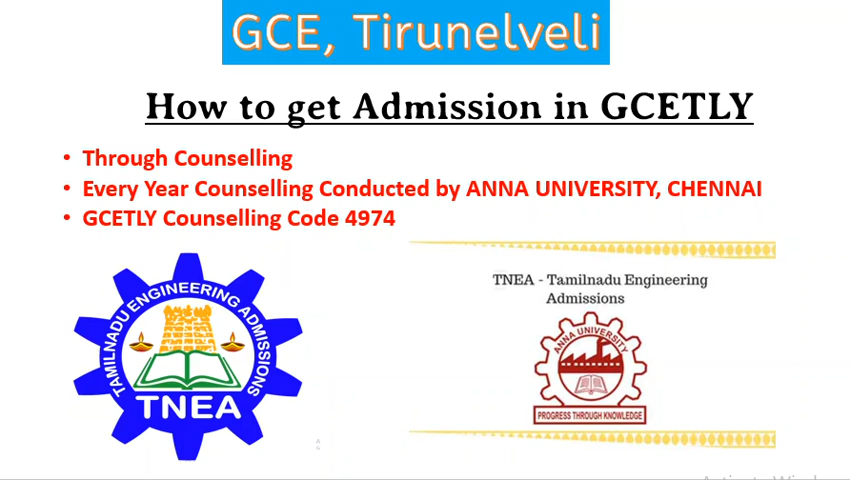 GCE, Tirunelveli
How to get Admission in GCETLY
• Through Counselling
• Every Year Counselling Conducted by ANNA UNIVERSITY, CHENNAI
• GCETLY Counselling Code 4974
TAMILNADU ENGINEERING ADMISSIONS
TNEA
TNEA - Tamilnadu Engineering
Admissions
ANNA UNIVERSITY
PROGRESS THROUGH KNOWLEDGE